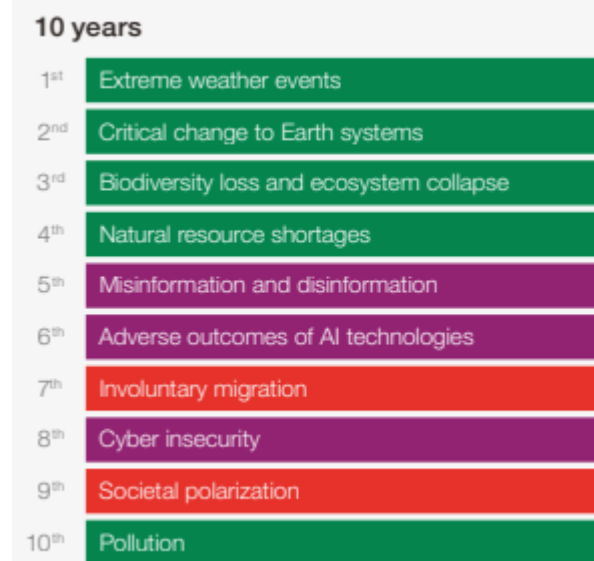 10 years
1st Extreme weather events
2nd Critical change to Earth systems
3rd Biodiversity loss and ecosystem collapse
4th Natural resource shortages
5th Misinformation and disinformation
6th Adverse outcomes of AI technologies
7th Involuntary migration
8th Cyber insecurity
9th Societal polarization
10th Pollution